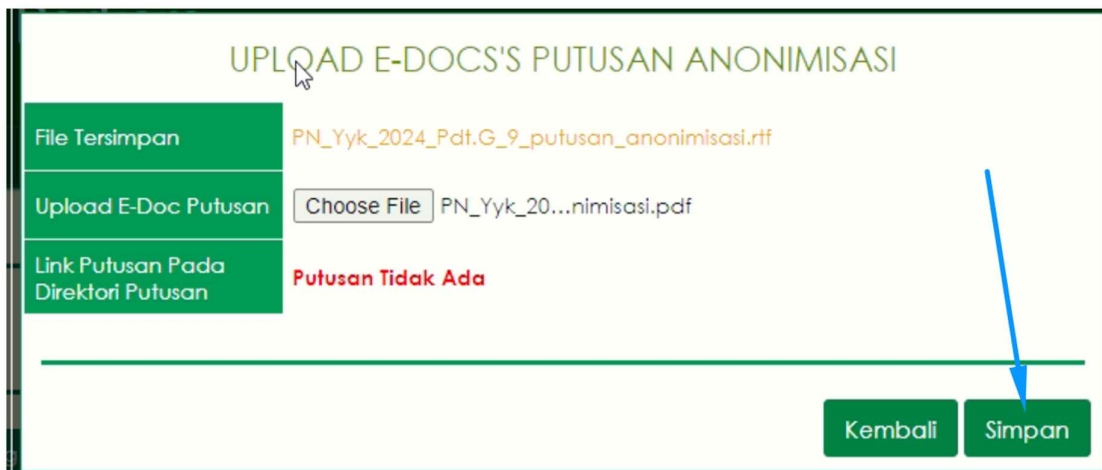 UPLOAD E-DOCS'S PUTUSAN ANONIMISASI
File Tersimpan
PN_Yyk_2024_Pdt.G_9_putusan_anonimisasi.rtf
Upload E-Doc Putusan
Choose File PN_Yyk_20...nimisasi.pdf
Link Putusan Pada
Direktori Putusan
Putusan Tidak Ada
Kembali
Simpan